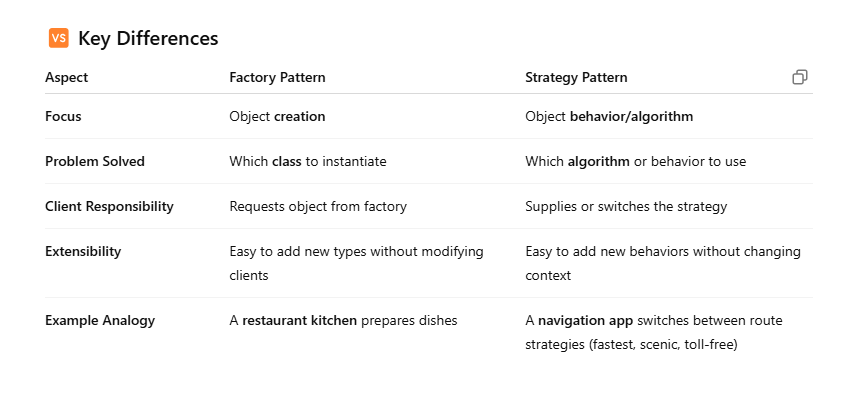 VS Key Differences
Aspect Factory Pattern Strategy Pattern
Focus Object creation Object behavior/algorithm
Problem Solved Which class to instantiate Which algorithm or behavior to use
Client Responsibility Requests object from factory Supplies or switches the strategy
Extensibility Easy to add new types without modifying Easy to add new behaviors without changing
clients context
Example Analogy A restaurant kitchen prepares dishes A navigation app switches between route
strategies (fastest, scenic, toll-free)